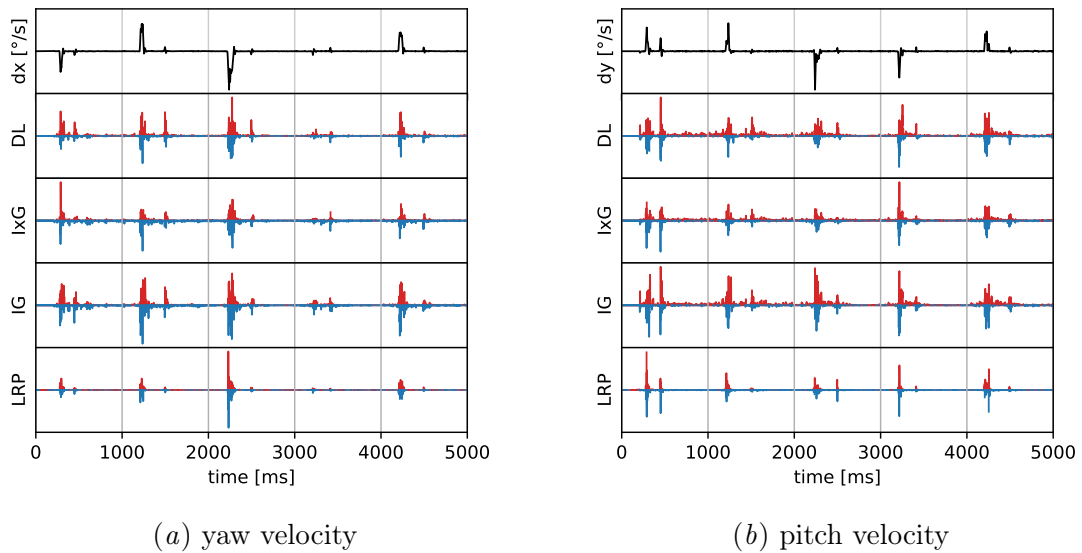 dx [°/s]
DL
IxG
IG
LRP
0 1000 2000 3000 4000 5000
time [ms]
(a) yaw velocity
dy [°/s]
DL
IxG
IG
LRP
0 1000 2000 3000 4000 5000
time [ms]
(b) pitch velocity